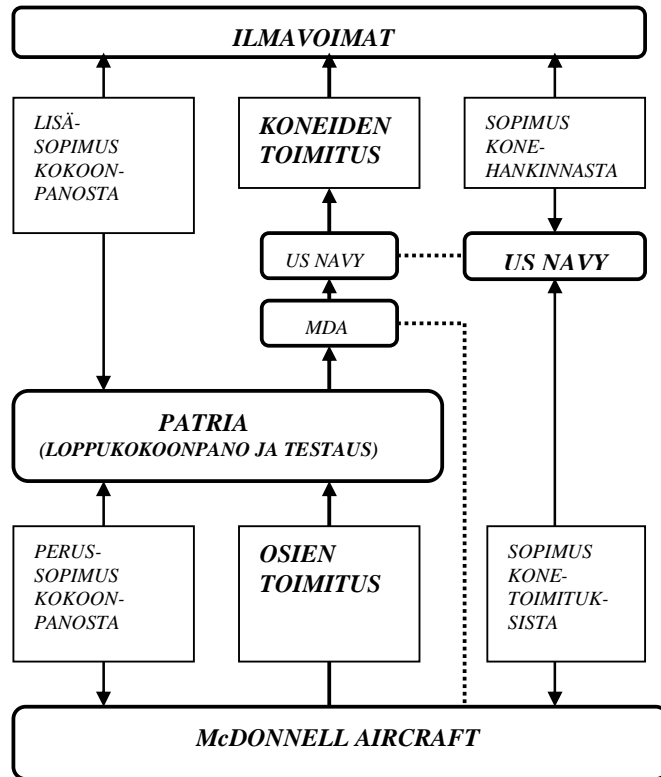 ILMAVOIMAT
LISÄ-
SOPIMUS
KOKOON-
PANOSTA
KONEIDEN
TOIMITUS
SOPIMUS
KONE-
HANKINNASTA
US NAVY
US NAVY
MDA
PATRIA
(LOPPUKOKOONPANO JA TESTAUS)
PERUS-
SOPIMUS
KOKOON-
PANOSTA
OSIEN
TOIMITUS
SOPIMUS
KONE-
TOIMITUK-
SISTA
McDONNELL AIRCRAFT